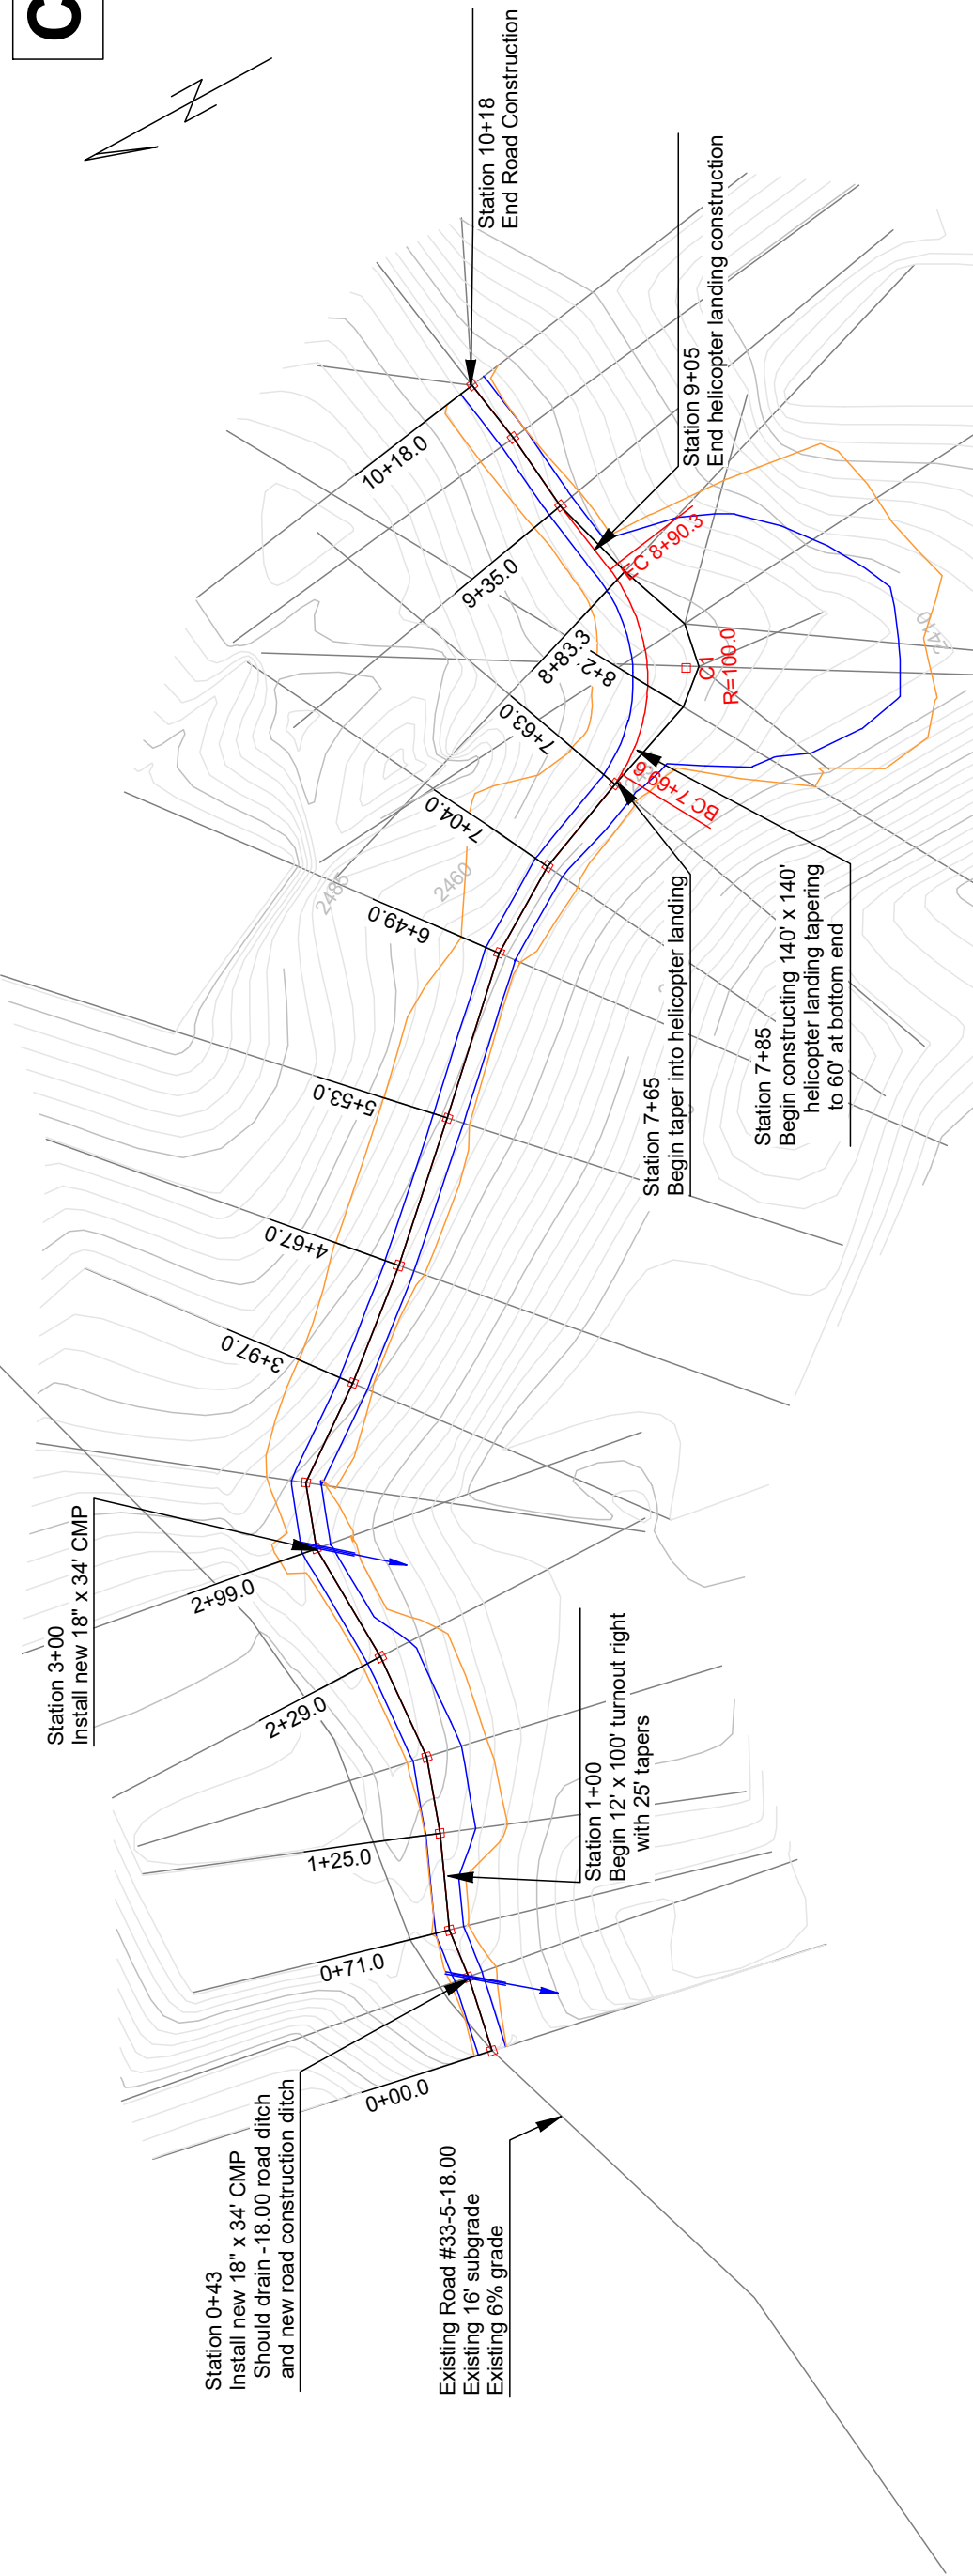 C
Station 0+43
Install new 18" x 34' CMP
Should drain -18.00 road ditch
and new road construction ditch
Existing Road #33-5-18.00
Existing 16' subgrade
Existing 6% grade
0+00.0
0+71.0
1+25.0
Station 1+00
Begin 12' x 100' turnout right
with 25' tapers
2+29.0
2+99.0
Station 3+00
Install new 18" x 34' CMP
3+97.0
4+67.0
5+53.0
6+49.0
7+04.0
7+63.0
8+2
8+83.3
9+35.0
10+18.0
2485
2460
2410
Station 7+65
Begin taper into helicopter landing
Station 7+85
Begin constructing 140' x 140'
helicopter landing tapering
to 60' at bottom end
BC 7+69.6
C1
R=100.0
EC 8+90.3
Station 9+05
End helicopter landing construction
Station 10+18
End Road Construction